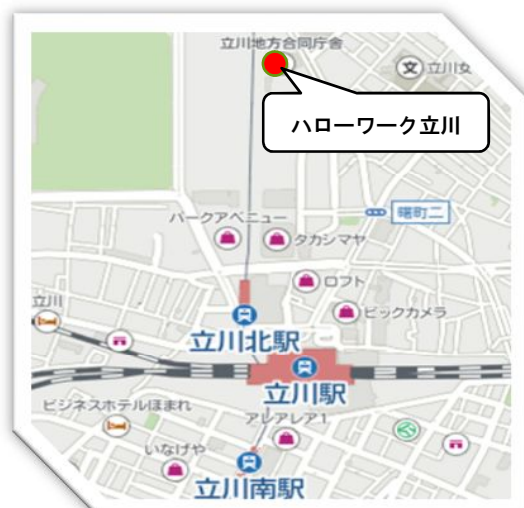 立川地方合同庁舎
文
立川女
ハローワーク立川
曙町二
パークアベニュー
タカシマヤ
ロフト
立川
ビックカメラ
立川北駅
立川駅
ビジネスホテルほまれ
アレアレア1
いなげや
立川南駅